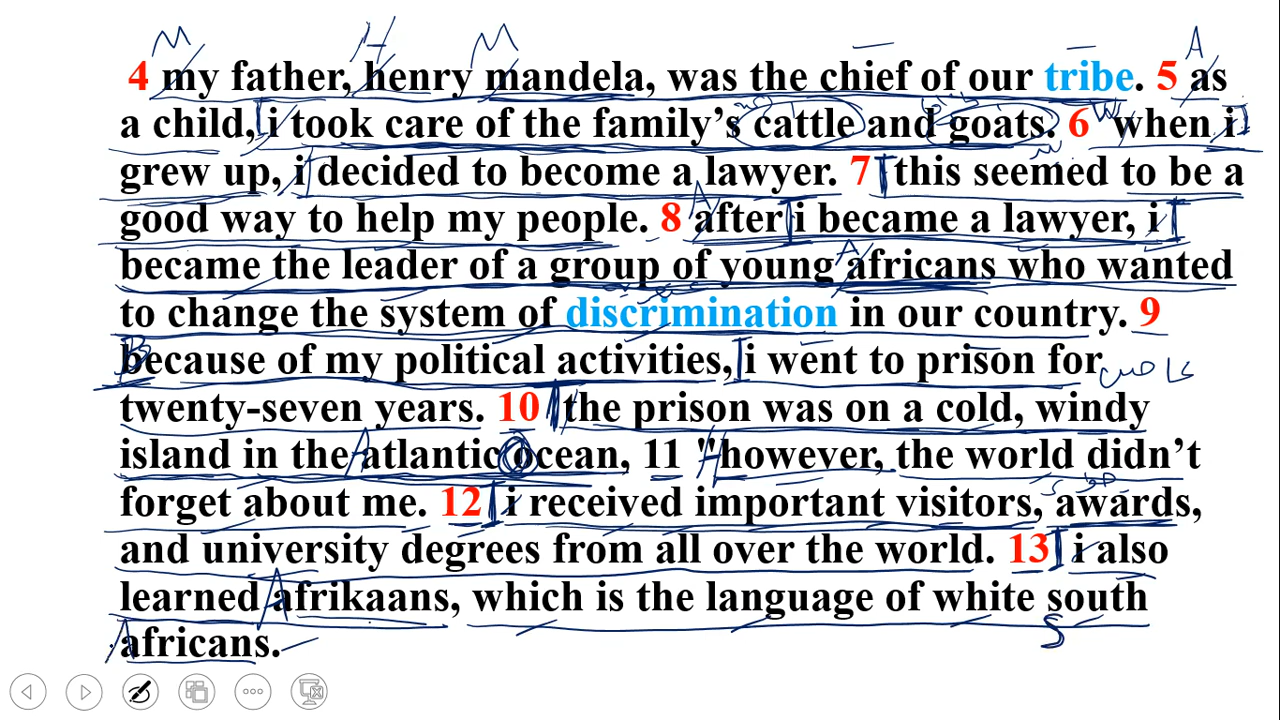 4 my father, henry mandela, was the chief of our tribe. 5 as
a child, i took care of the family's cattle and goats. 6 when i
grew up, i decided to become a lawyer. 7 this seemed to be a
good way to help my people. 8 after i became a lawyer, i
became the leader of a group of young africans who wanted
to change the system of discrimination in our country. 9
because of my political activities, i went to prison for
twenty-seven years. 10 the prison was on a cold, windy
island in the atlantic ocean, 11 "however, the world didn't
forget about me. 12 i received important visitors, awards,
and university degrees from all over the world. 13 i also
learned afrikaans, which is the language of white south
africans.